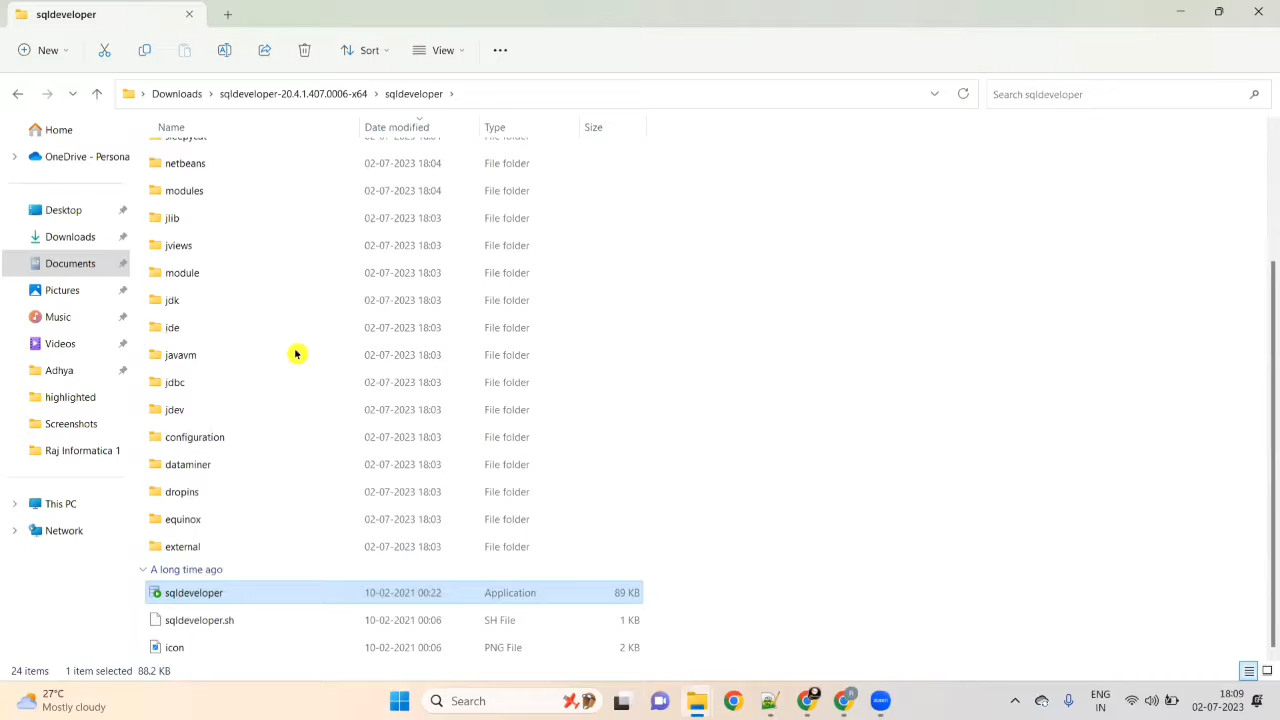 sqldeveloper
New
Sort
View
Downloads > sqldeveloper-20.4.1.407.0006-x64 > sqldeveloper >
Search sqldeveloper
Name Date modified Type Size
Home
OneDrive - Persona
Desktop
Downloads
Documents
Pictures
Music
Videos
Adhya
highlighted
Screenshots
Raj Informatica 1
This PC
Network
netbeans 02-07-2023 18:04 File folder
modules 02-07-2023 18:04 File folder
jlib 02-07-2023 18:03 File folder
jviews 02-07-2023 18:03 File folder
module 02-07-2023 18:03 File folder
jdk 02-07-2023 18:03 File folder
ide 02-07-2023 18:03 File folder
javavm 02-07-2023 18:03 File folder
jdbc 02-07-2023 18:03 File folder
jdev 02-07-2023 18:03 File folder
configuration 02-07-2023 18:03 File folder
dataminer 02-07-2023 18:03 File folder
dropins 02-07-2023 18:03 File folder
equinox 02-07-2023 18:03 File folder
external 02-07-2023 18:03 File folder
A long time ago
sqldeveloper 10-02-2021 00:22 Application 89 KB
sqldeveloper.sh 10-02-2021 00:06 SH File 1 KB
icon 10-02-2021 00:06 PNG File 2 KB
24 items 1 item selected 88.2 KB
27°C
Mostly cloudy
Search
zoom
ENG
IN
18:09
02-07-2023